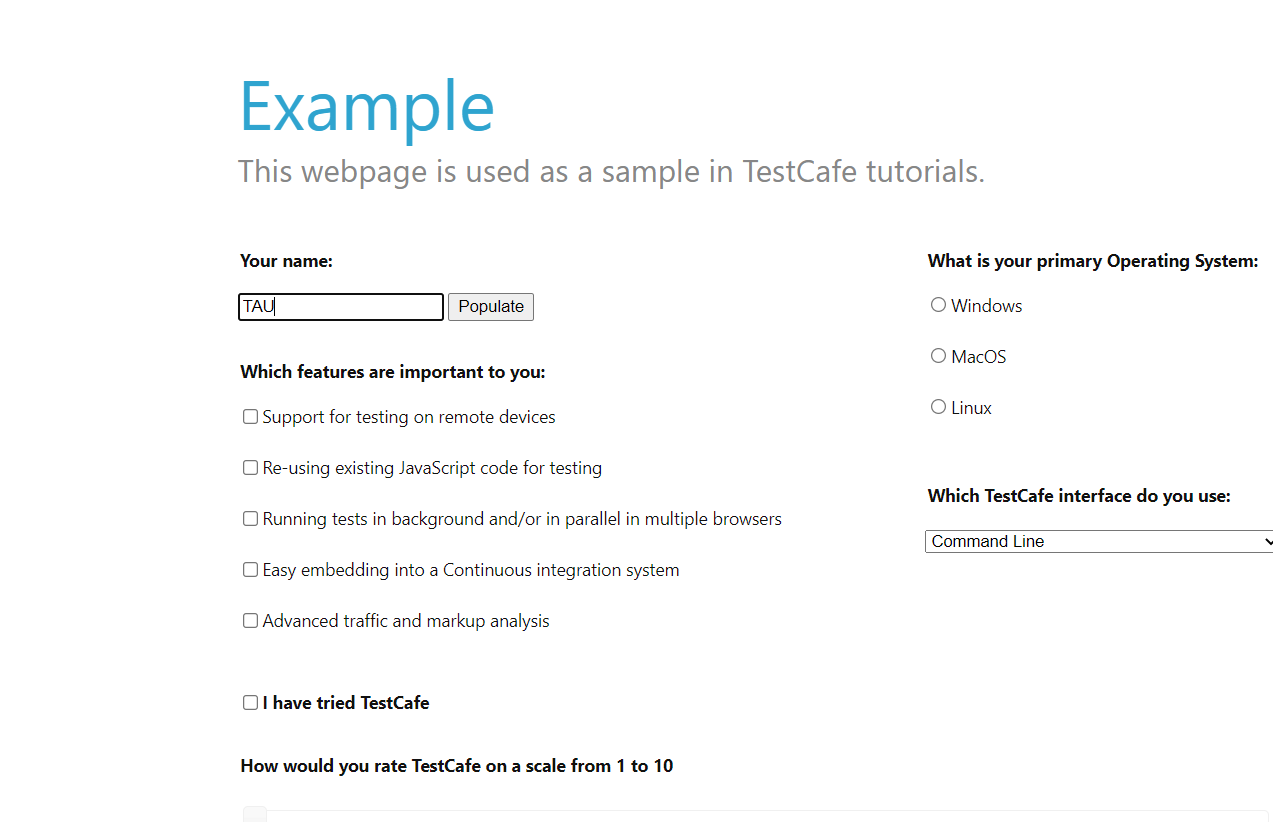 Example
This webpage is used as a sample in TestCafe tutorials.
Your name:
TAU
Populate
Which features are important to you:
Support for testing on remote devices
Re-using existing JavaScript code for testing
Running tests in background and/or in parallel in multiple browsers
Easy embedding into a Continuous integration system
Advanced traffic and markup analysis
I have tried TestCafe
How would you rate TestCafe on a scale from 1 to 10
What is your primary Operating System:
Windows
MacOS
Linux
Which TestCafe interface do you use:
Command Line